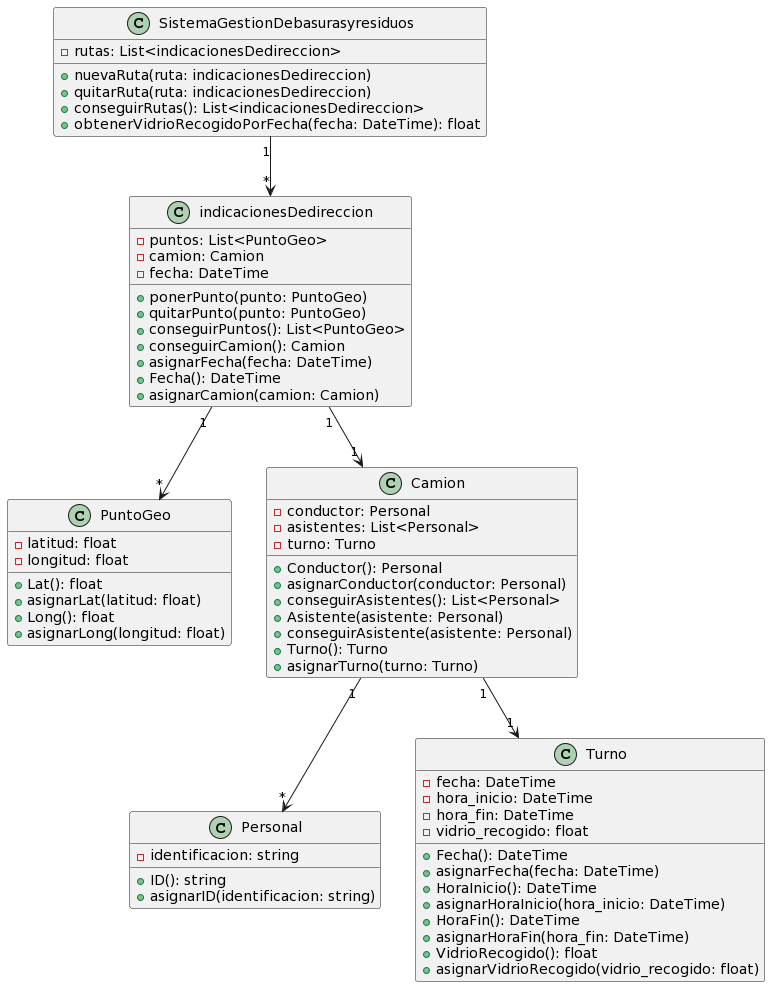 C SistemaGestionDebasurasyresiduos
rutas: List<indicacionesDedireccion>
nuevaRuta(ruta: indicacionesDedireccion)
quitarRuta(ruta: indicacionesDedireccion)
conseguirRutas(): List<indicacionesDedireccion>
obtenerVidrioRecogidoPorFecha(fecha: DateTime): float
1
*
C indicacionesDedireccion
puntos: List<PuntoGeo>
camion: Camion
fecha: DateTime
ponerPunto(punto: PuntoGeo)
quitarPunto(punto: PuntoGeo)
conseguirPuntos(): List<PuntoGeo>
conseguirCamion(): Camion
asignarFecha(fecha: DateTime)
Fecha(): DateTime
asignarCamion(camion: Camion)
1
*
1
1
C PuntoGeo
latitud: float
longitud: float
Lat(): float
asignarLat(latitud: float)
Long(): float
asignarLong(longitud: float)
C Camion
conductor: Personal
asistentes: List<Personal>
turno: Turno
Conductor(): Personal
asignarConductor(conductor: Personal)
conseguirAsistentes(): List<Personal>
Asistente(asistente: Personal)
conseguirAsistente(asistente: Personal)
Turno(): Turno
asignarTurno(turno: Turno)
1
*
1
1
C Personal
identificacion: string
ID(): string
asignarID(identificacion: string)
C Turno
fecha: DateTime
hora_inicio: DateTime
hora_fin: DateTime
vidrio_recogido: float
Fecha(): DateTime
asignarFecha(fecha: DateTime)
HoraInicio(): DateTime
asignarHoraInicio(hora_inicio: DateTime)
HoraFin(): DateTime
asignarHoraFin(hora_fin: DateTime)
VidrioRecogido(): float
asignarVidrioRecogido(vidrio_recogido: float)